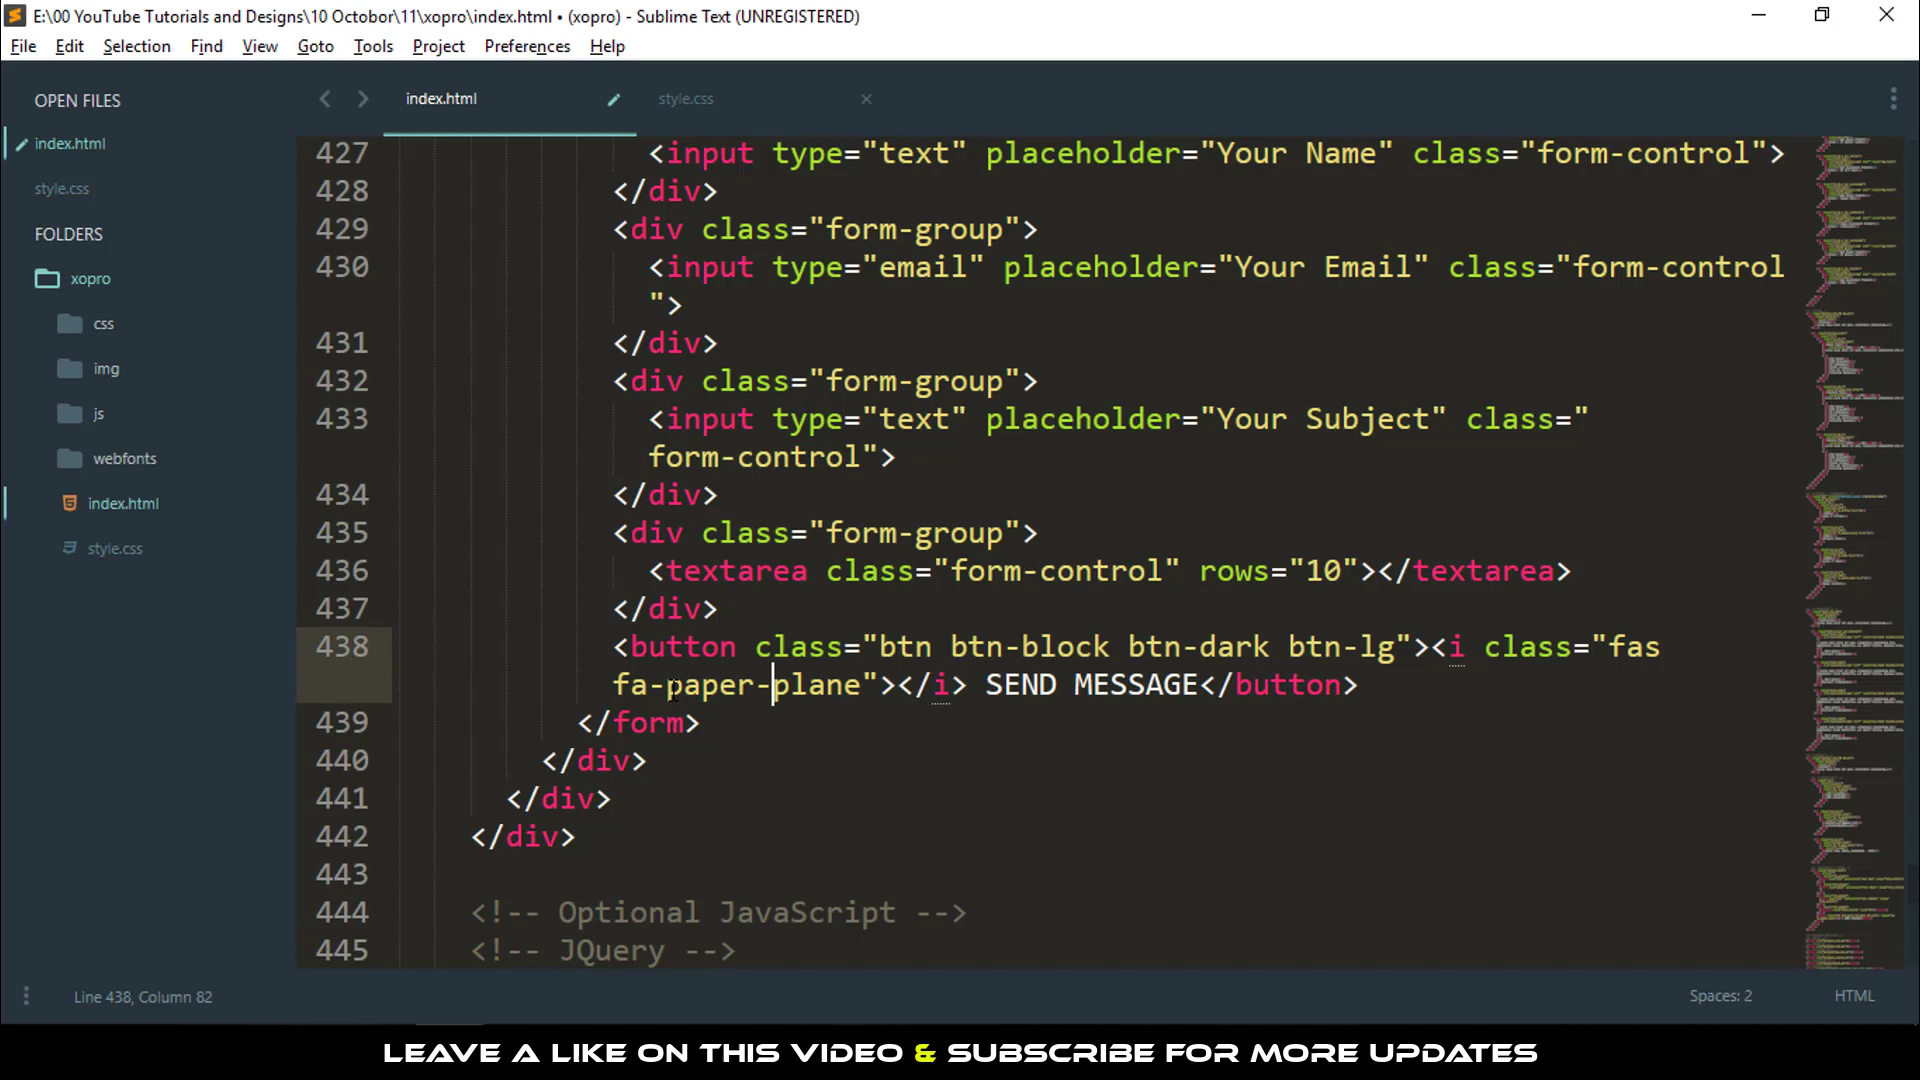 E:\00 YouTube Tutorials and Designs\10 Octobor\11\xopro\index.html • (xopro) - Sublime Text (UNREGISTERED)
File Edit Selection Find View Goto Tools Project Preferences Help
OPEN FILES
index.html
style.css
FOLDERS
xopro
css
img
js
webfonts
index.html
style.css
index.html style.css
427 <input type="text" placeholder="Your Name" class="form-control">
428 </div>
429 <div class="form-group">
430 <input type="email" placeholder="Your Email" class="form-control
">
431 </div>
432 <div class="form-group">
433 <input type="text" placeholder="Your Subject" class="
form-control">
434 </div>
435 <div class="form-group">
436 <textarea class="form-control" rows="10"></textarea>
437 </div>
438 <button class="btn btn-block btn-dark btn-lg"><i class="fas
fa-paper-plane"></i> SEND MESSAGE</button>
439 </form>
440 </div>
441 </div>
442 </div>
443
444 <!-- Optional JavaScript -->
445 <!-- JQuery -->
Line 438, Column 82 Spaces: 2 HTML
LEAVE A LIKE ON THIS VIDEO & SUBSCRIBE FOR MORE UPDATES